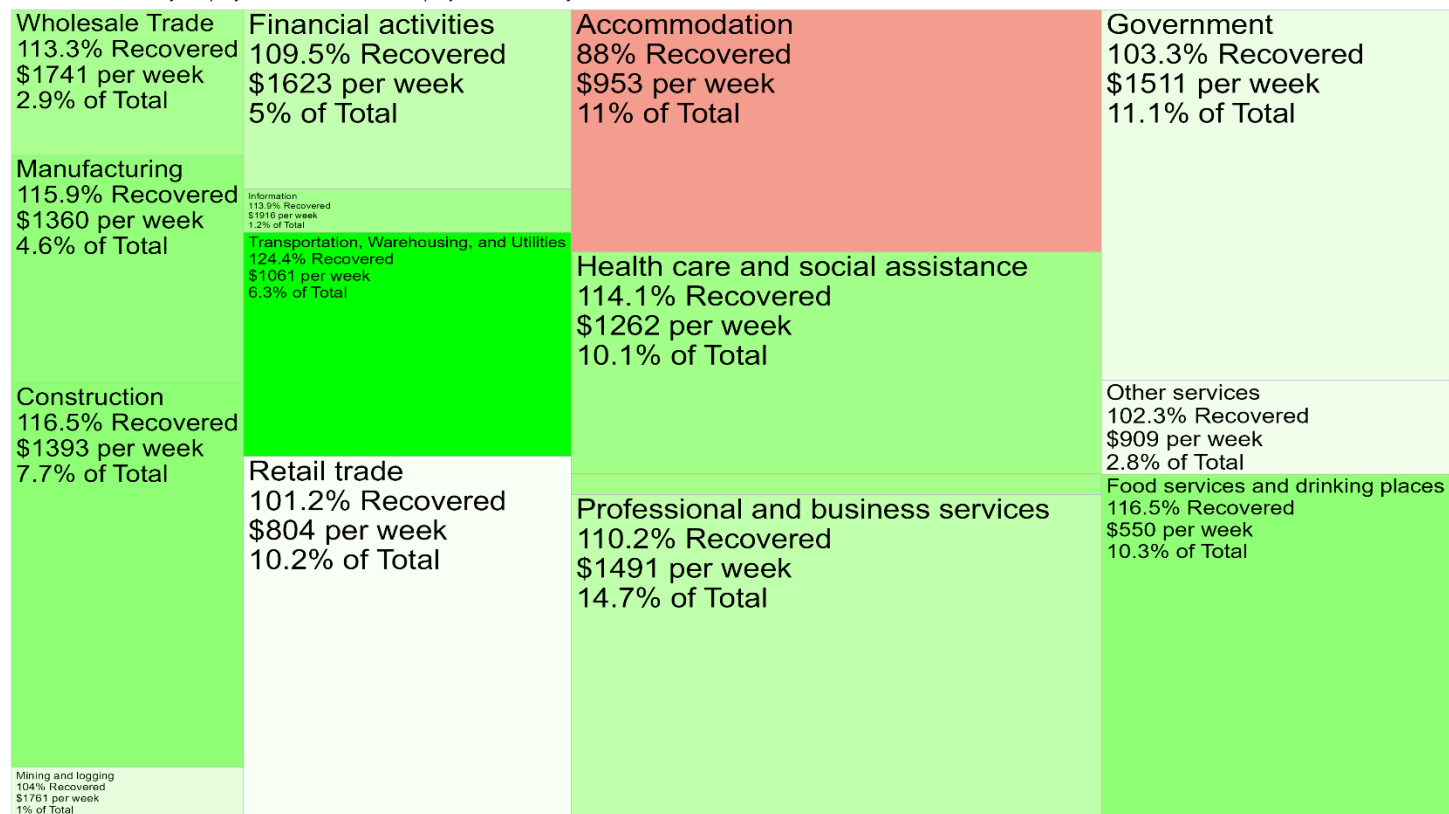 Wholesale Trade
113.3% Recovered
$1741 per week
2.9% of Total
Manufacturing
115.9% Recovered
$1360 per week
4.6% of Total
Construction
116.5% Recovered
$1393 per week
7.7% of Total
Mining and logging
104% Recovered
$1761 per week
1% of Total
Financial activities
109.5% Recovered
$1623 per week
5% of Total
Information
113.9% Recovered
$1916 per week
1.2% of Total
Transportation, Warehousing, and Utilities
124.4% Recovered
$1061 per week
6.3% of Total
Retail trade
101.2% Recovered
$804 per week
10.2% of Total
Accommodation
88% Recovered
$953 per week
11% of Total
Health care and social assistance
114.1% Recovered
$1262 per week
10.1% of Total
Professional and business services
110.2% Recovered
$1491 per week
14.7% of Total
Government
103.3% Recovered
$1511 per week
11.1% of Total
Other services
102.3% Recovered
$909 per week
2.8% of Total
Food services and drinking places
116.5% Recovered
$550 per week
10.3% of Total